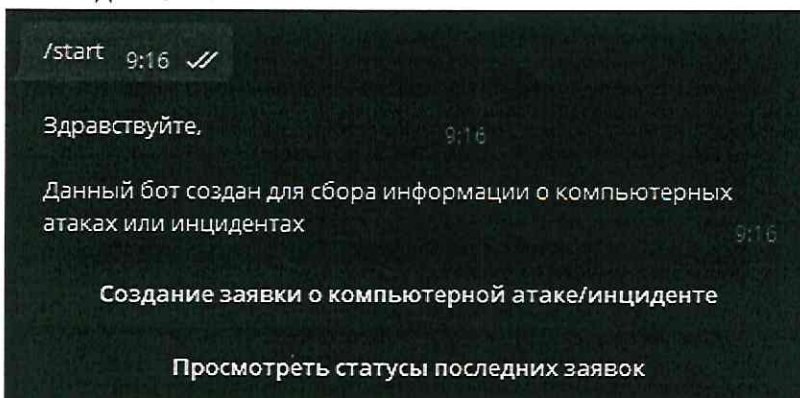 /start 9:16
Здравствуйте,
9:16
Данный бот создан для сбора информации о компьютерных
атаках или инцидентах
9:16
Создание заявки о компьютерной атаке/инциденте
Просмотреть статусы последних заявок